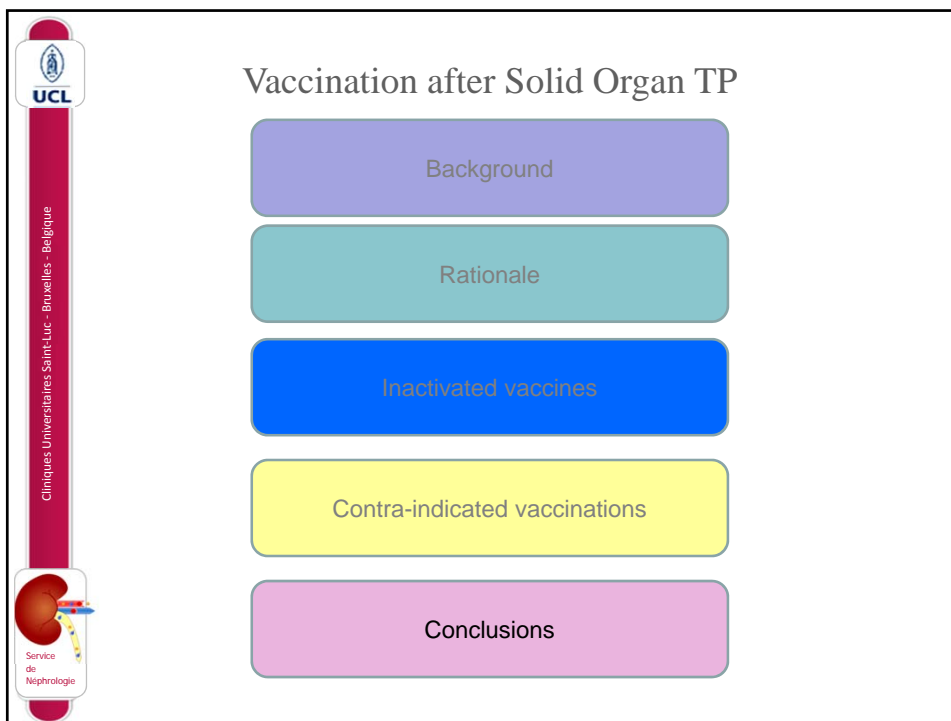 UCL
Cliniques Universitaires Saint-Luc - Bruxelles - Belgique
Service
de
Néphrologie
Vaccination after Solid Organ TP
Background
Rationale
Inactivated vaccines
Contra-indicated vaccinations
Conclusions